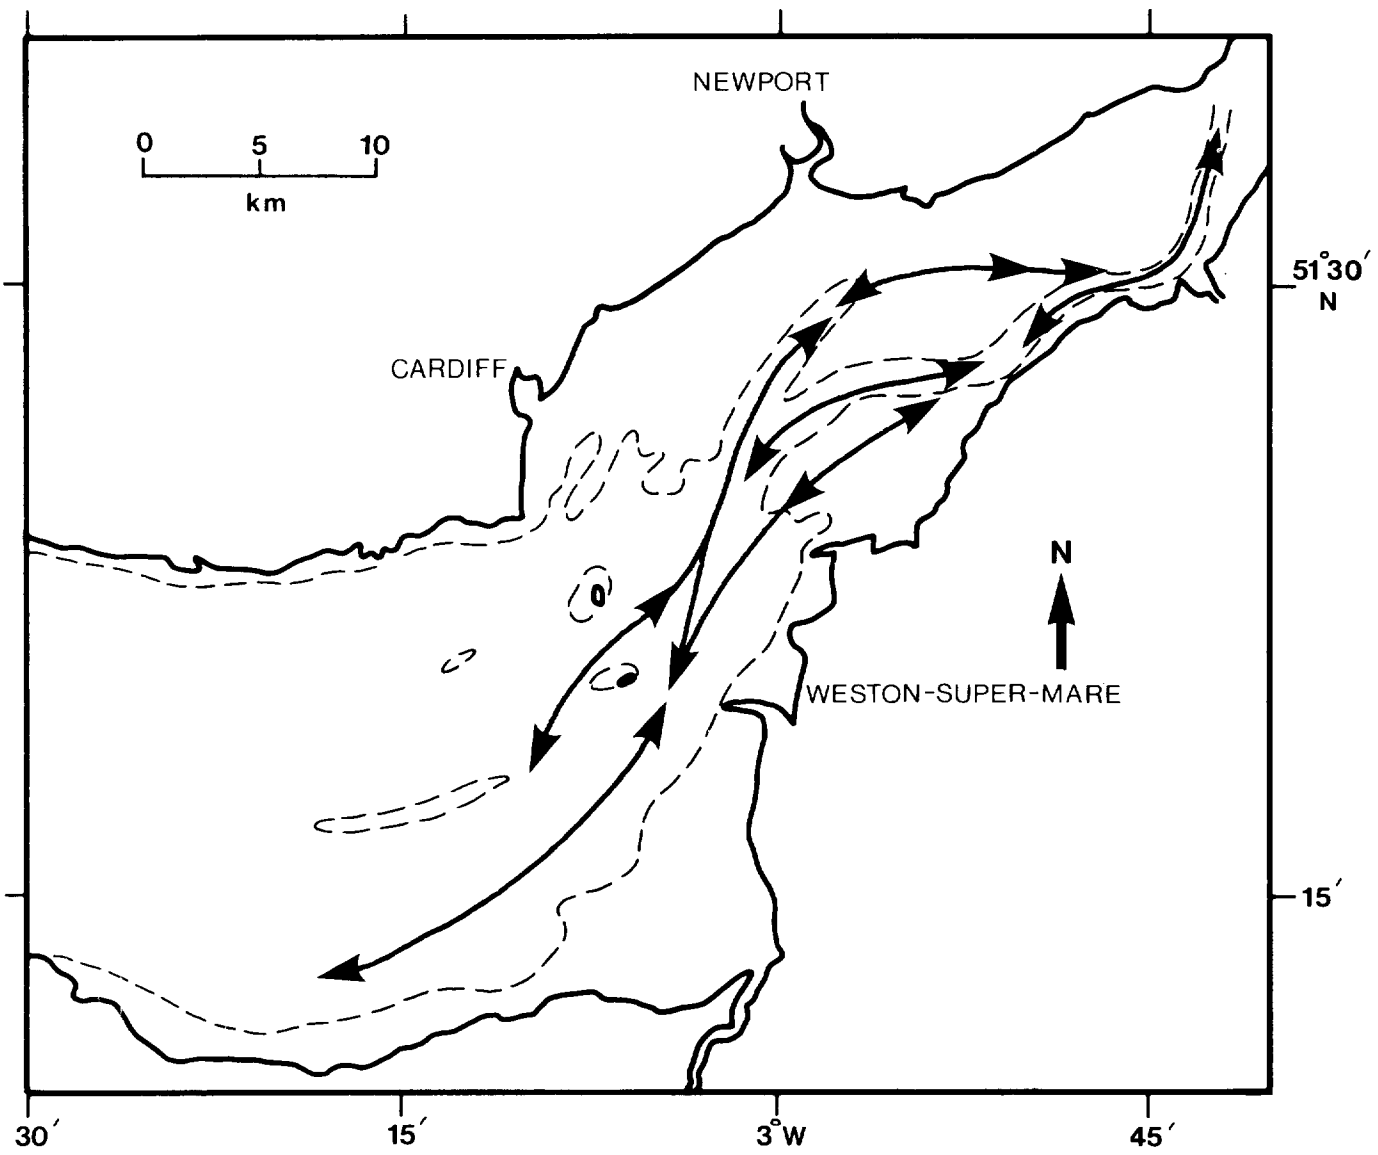 NEWPORT
0 5 10
km
51°30′
N
CARDIFF
N
WESTON-SUPER-MARE
15′
30′ 15′ 3°W 45′